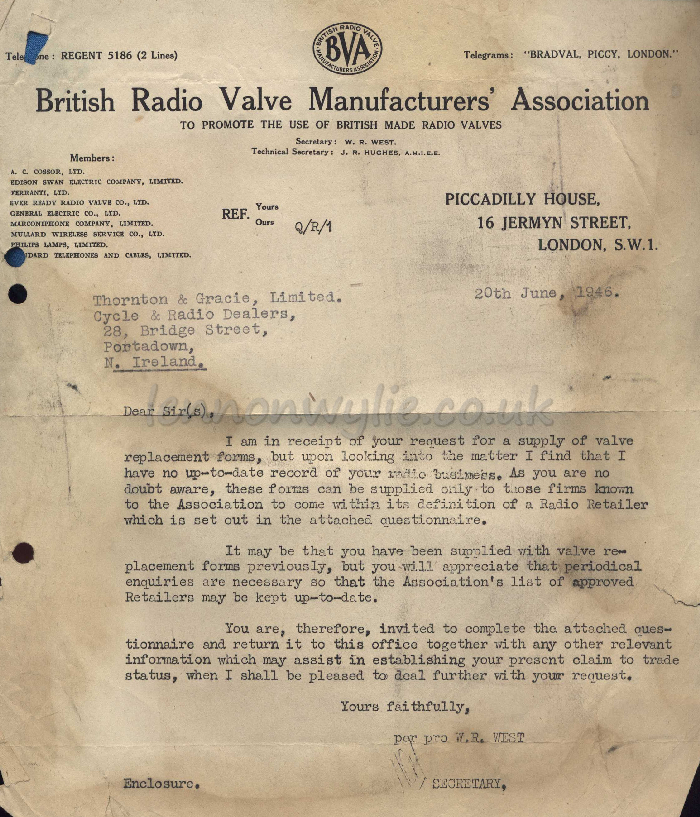 BRITISH RADIO VALVE
BVA
MANUFACTURERS ASSOCIATION
: REGENT 5186 (2 Lines)
Telegrams: "BRADVAL, PICCY, LONDON."
British Radio Valve Manufacturers' Association
TO PROMOTE THE USE OF BRITISH MADE RADIO VALVES
Secretary: W. R. WEST.
Technical Secretary: J. R. HUGHES, A.M.I.E.E.
Members:
A. C. COSSOR, LTD.
EDISON SWAN ELECTRIC COMPANY, LIMITED.
FERRANTI, LTD.
EVER READY RADIO VALVE CO., LTD.
GENERAL ELECTRIC CO., LTD.
MARCONIPHONE COMPANY, LIMITED.
MULLARD WIRELESS SERVICE CO., LTD.
PHILIPS LAMPS, LIMITED.
TELEPHONES AND CABLES, LIMITED.
REF. Yours
Ours Q/R/1
PICCADILLY HOUSE,
16 JERMYN STREET,
LONDON, S.W.1.
20th June, 1946.
Thornton & Gracie, Limited.
Cycle & Radio Dealers,
28, Bridge Street,
Portadown,
N. Ireland.
lennonwylie.co.uk
Dear Sir(s),
I am in receipt of your request for a supply of valve
replacement forms, but upon looking into the matter I find that I
have no up-to-date record of your radio business. As you are no
doubt aware, these forms can be supplied only to those firms known
to the Association to come within its definition of a Radio Retailer
which is set out in the attached questionnaire.
It may be that you have been supplied with valve re-
placement forms previously, but you will appreciate that periodical
enquiries are necessary so that the Association's list of approved
Retailers may be kept up-to-date.
You are, therefore, invited to complete the attached ques-
tionnaire and return it to this office together with any other relevant
information which may assist in establishing your present claim to trade
status, when I shall be pleased to deal further with your request.
Yours faithfully,
per pro W.R. WEST
SECRETARY,
Enclosure.